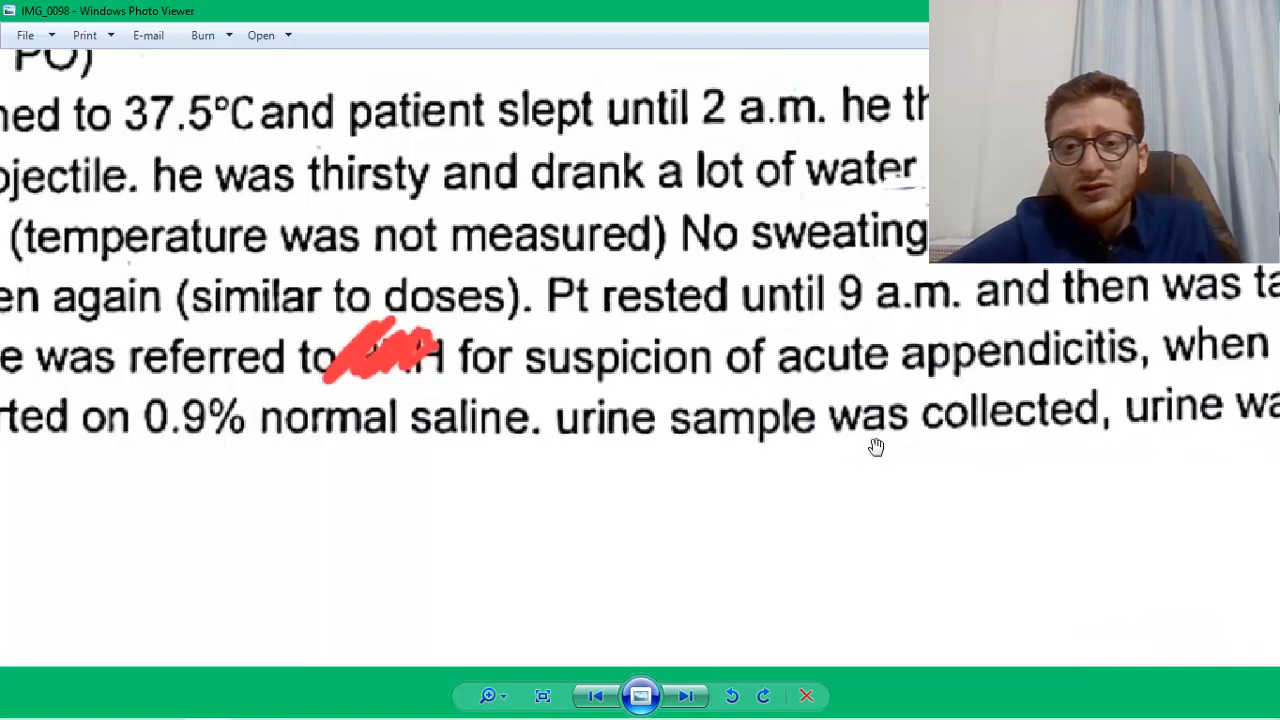 IMG_0098 - Windows Photo Viewer
File Print E-mail Burn Open
PO)
ned to 37.5°C and patient slept until 2 a.m. he th
ojectile. he was thirsty and drank a lot of water
(temperature was not measured) No sweating
en again (similar to doses). Pt rested until 9 a.m. and then was ta
e was referred to H for suspicion of acute appendicitis, when
rted on 0.9% normal saline. urine sample was collected, urine wa